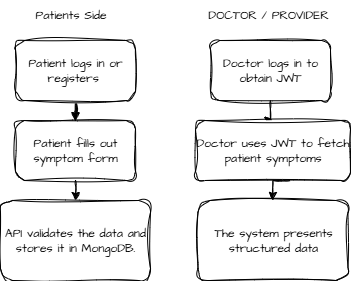 Patients Side
Patient logs in or
registers
Patient fills out
symptom form
API validates the data and
stores it in MongoDB.
DOCTOR / PROVIDER
Doctor logs in to
obtain JWT
Doctor uses JWT to fetch
patient symptoms
The system presents
structured data